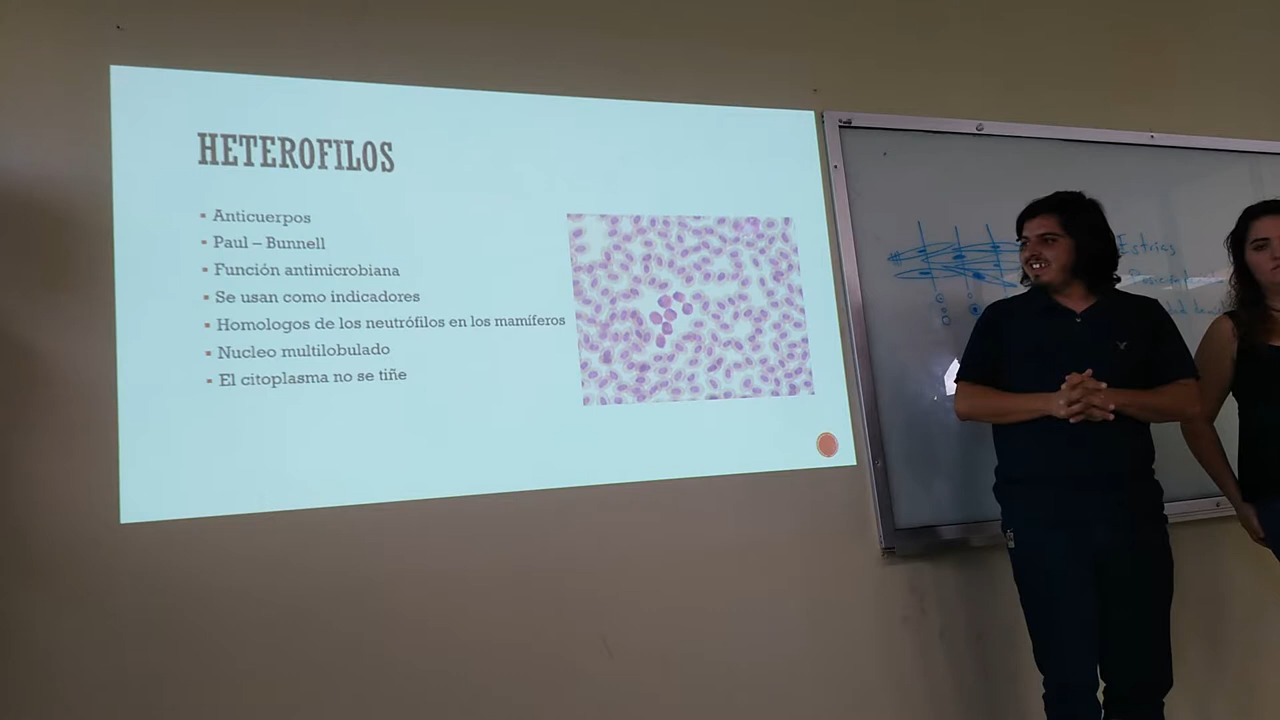 HETEROFILOS
Anticuerpos
Paul – Bunnell
Función antimicrobiana
Se usan como indicadores
Homologos de los neutrófilos en los mamíferos
Nucleo multilobulado
El citoplasma no se tiñe
Estrías